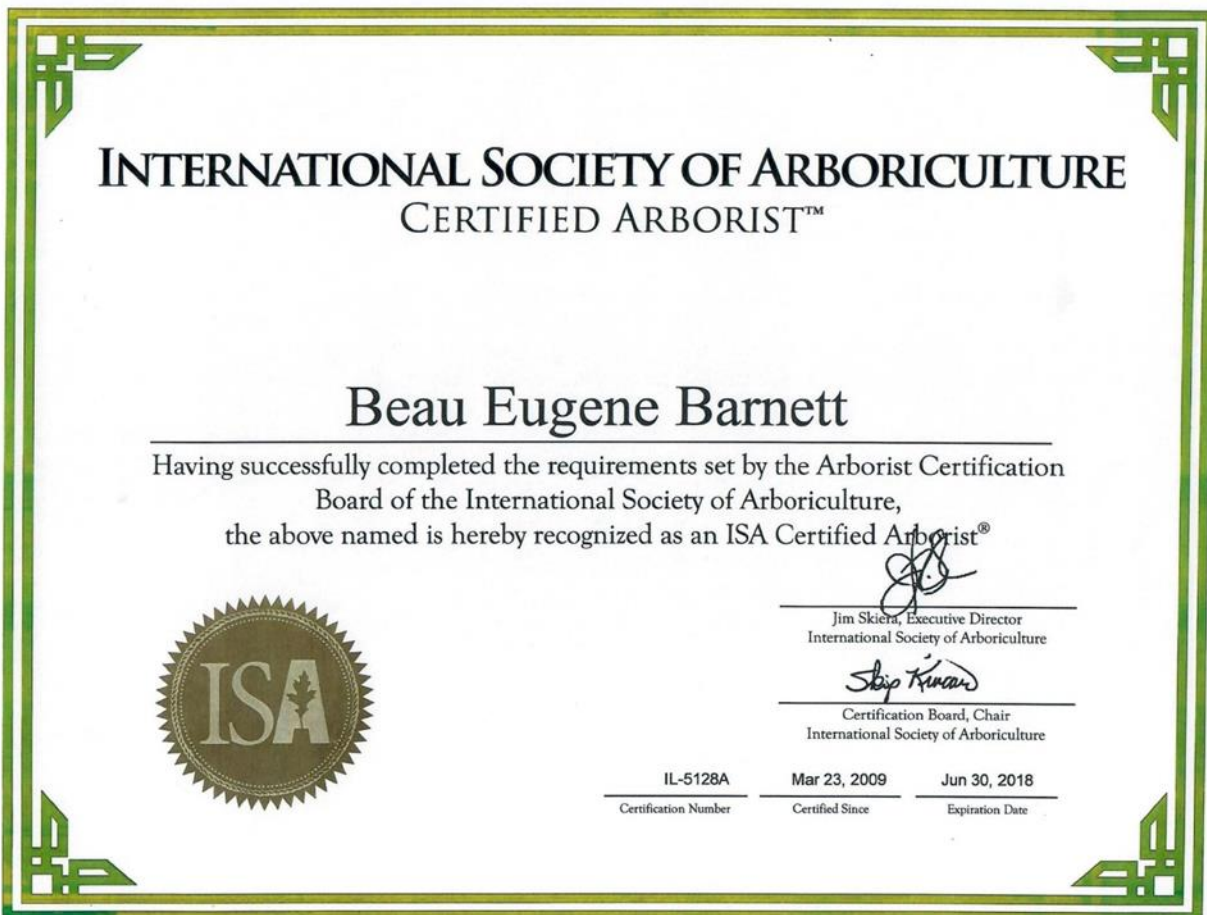 INTERNATIONAL SOCIETY OF ARBORICULTURE
CERTIFIED ARBORIST™
Beau Eugene Barnett
Having successfully completed the requirements set by the Arborist Certification
Board of the International Society of Arboriculture,
the above named is hereby recognized as an ISA Certified Arborist®
Jim Skiera, Executive Director
International Society of Arboriculture
Skip Kincaid
Certification Board, Chair
International Society of Arboriculture
ISA
IL-5128A Mar 23, 2009 Jun 30, 2018
Certification Number Certified Since Expiration Date